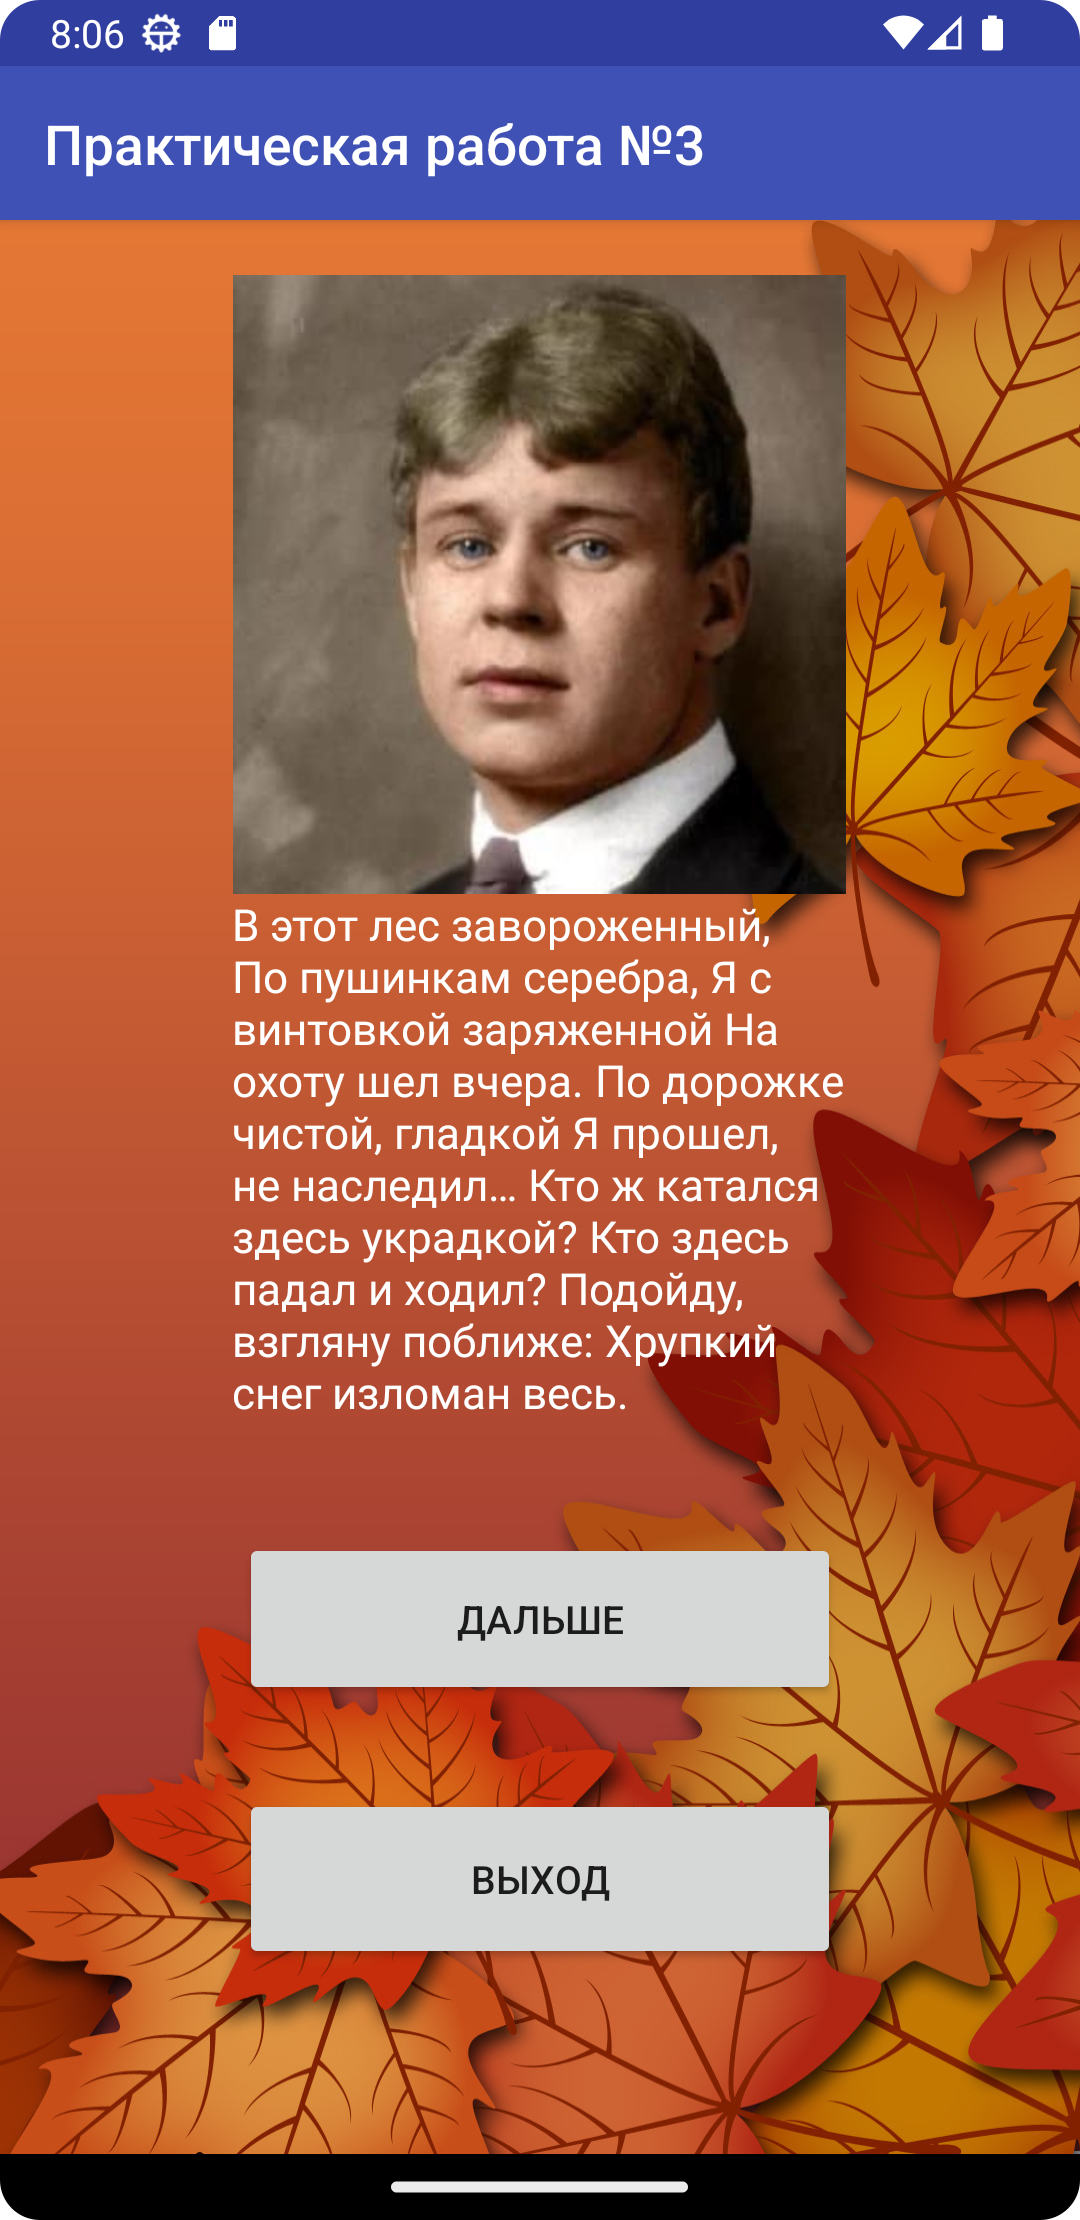 8:06
Практическая работа №3
В этот лес завороженный,
По пушинкам серебра, Я с
винтовкой заряженной На
охоту шел вчера. По дорожке
чистой, гладкой Я прошел,
не наследил... Кто ж катался
здесь украдкой? Кто здесь
падал и ходил? Подойду,
взгляну поближе: Хрупкий
снег изломан весь.
ДАЛЬШЕ
ВЫХОД